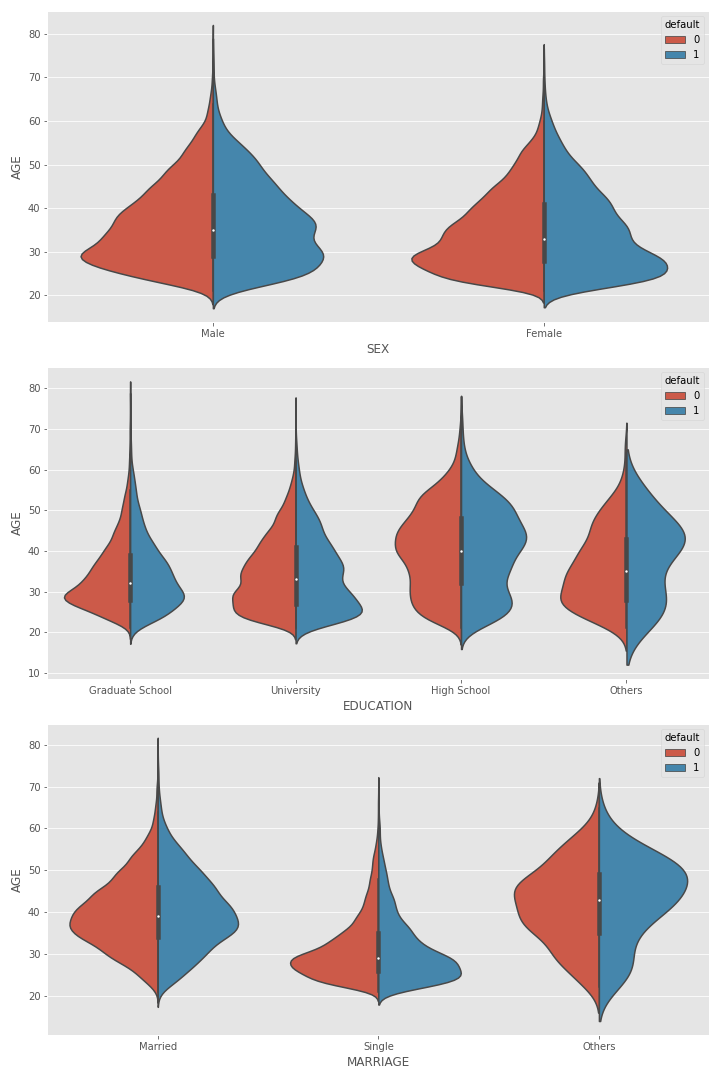 default
0
1
80
70
60
50
40
30
20
AGE
Male Female
SEX
default
0
1
80
70
60
50
40
30
20
10
AGE
Graduate School University High School Others
EDUCATION
default
0
1
80
70
60
50
40
30
20
AGE
Married Single Others
MARRIAGE